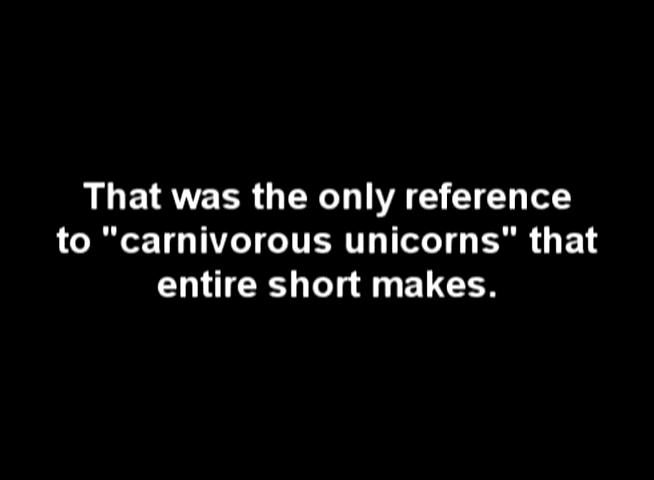 That was the only reference
to "carnivorous unicorns" that
entire short makes.